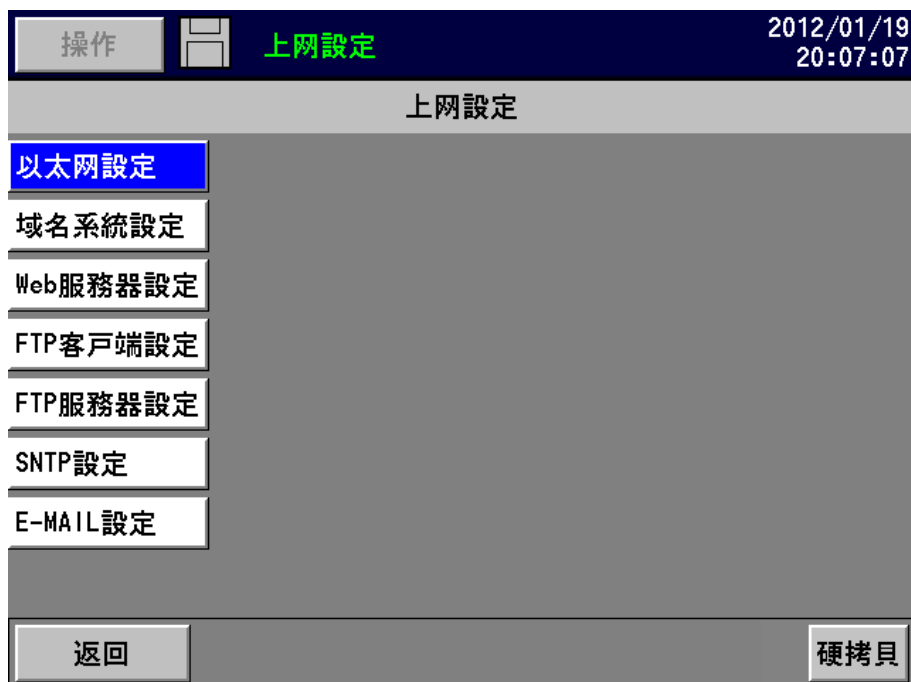 操作
上网設定
2012/01/19
20:07:07
上网設定
以太网設定
域名系統設定
Web服務器設定
FTP客戸端設定
FTP服務器設定
SNTP設定
E-MAIL設定
返回
硬拷貝